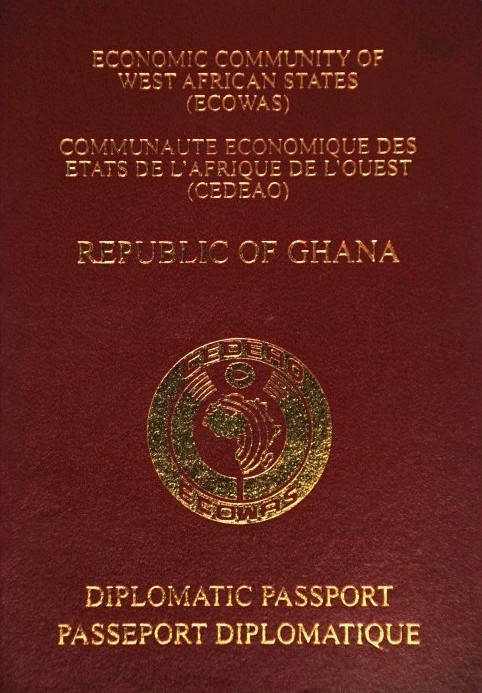 ECONOMIC COMMUNITY OF
WEST AFRICAN STATES
(ECOWAS)
COMMUNAUTE ECONOMIQUE DES
ETATS DE L'AFRIQUE DE L'OUEST
(CEDEAO)
REPUBLIC OF GHANA
CEDEAO
ECOWAS
DIPLOMATIC PASSPORT
PASSEPORT DIPLOMATIQUE